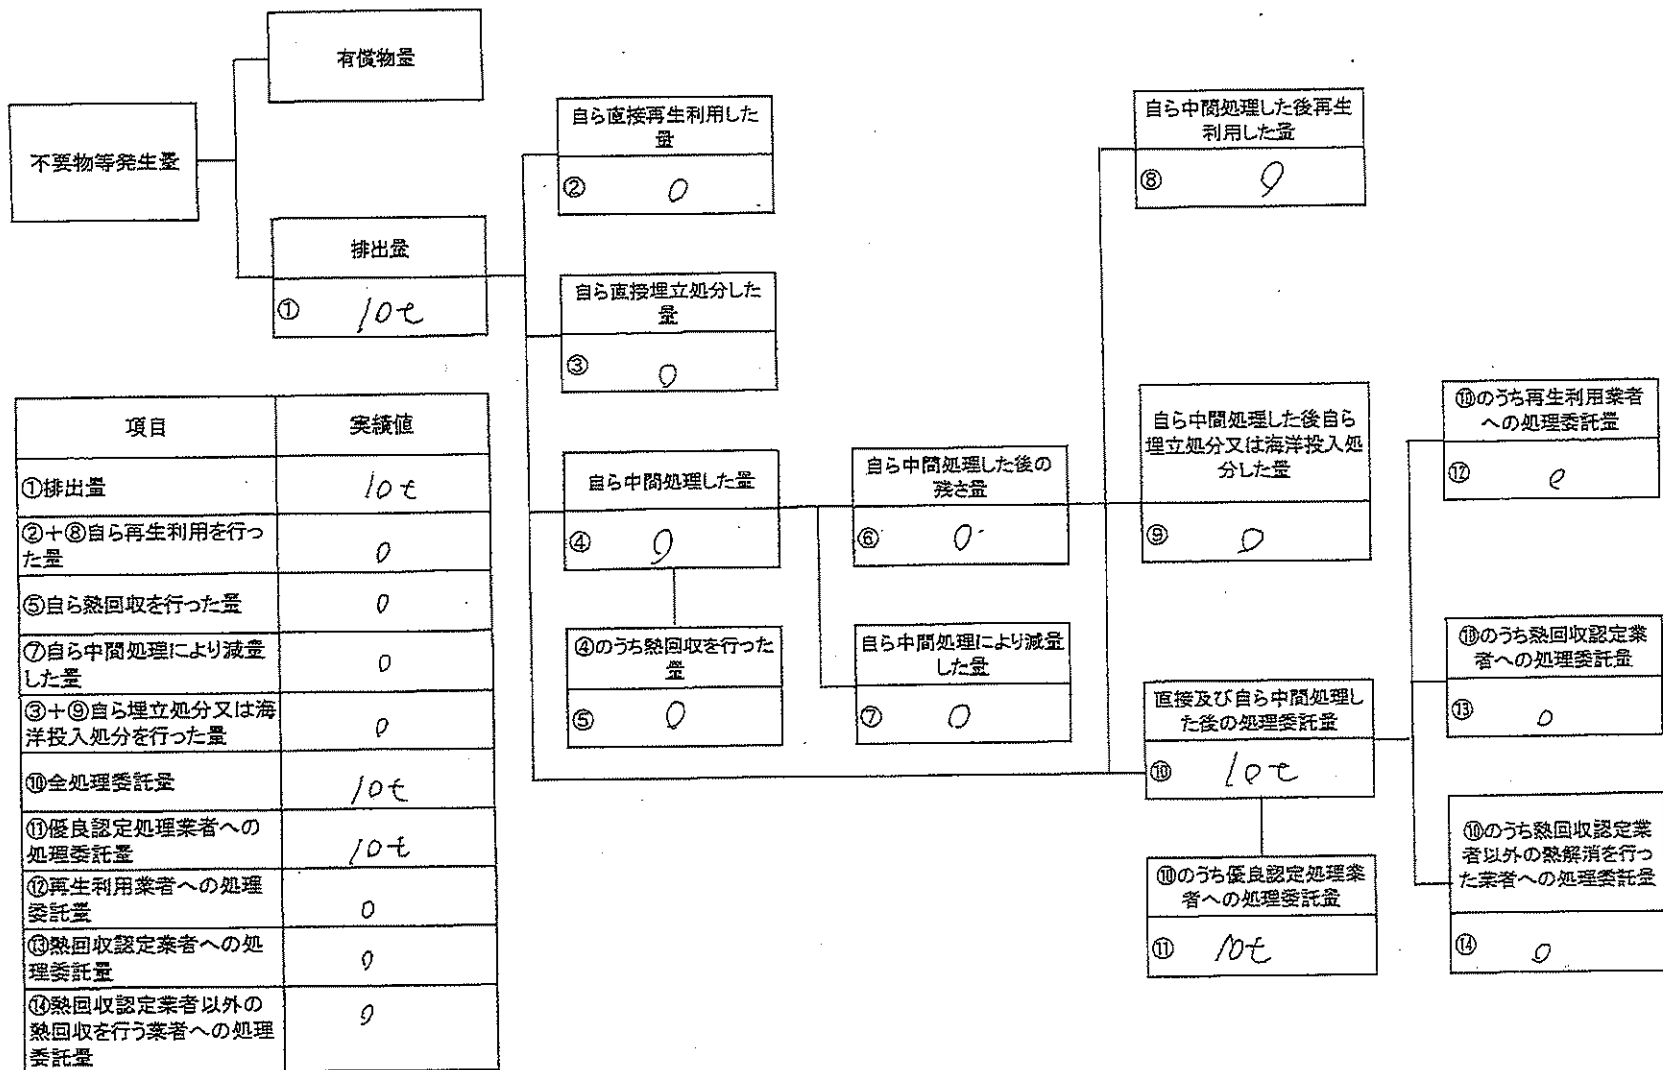 有償物量
不要物等発生量
排出量
① 10t
自ら直接再生利用した
量
② 0
自ら直接埋立処分した
量
③ 0
自ら中間処理した量
④ 0
④のうち熱回収を行った
量
⑤ 0
自ら中間処理した後の
残さ量
⑥ 0
自ら中間処理により減量
した量
⑦ 0
自ら中間処理した後再生
利用した量
⑧ 0
自ら中間処理した後自ら
埋立処分又は海洋投入処
分した量
⑨ 0
直接及び自ら中間処理し
た後の処理委託量
⑩ 10t
⑩のうち優良認定処理業
者への処理委託量
⑪ 10t
⑩のうち再生利用業者
への処理委託量
⑫ 0
⑩のうち熱回収認定業
者への処理委託量
⑬ 0
⑩のうち熱回収認定業
者以外の熱解消を行っ
た業者への処理委託量
⑭ 0
項目 実績値
①排出量 10t
②+⑧自ら再生利用を行っ
た量 0
⑤自ら熱回収を行った量 0
⑦自ら中間処理により減量
した量 0
③+⑨自ら埋立処分又は海
洋投入処分を行った量 0
⑩全処理委託量 10t
⑪優良認定処理業者への
処理委託量 10t
⑫再生利用業者への処理
委託量 0
⑬熱回収認定業者への処
理委託量 0
⑭熱回収認定業者以外の
熱回収を行う業者への処理
委託量 0